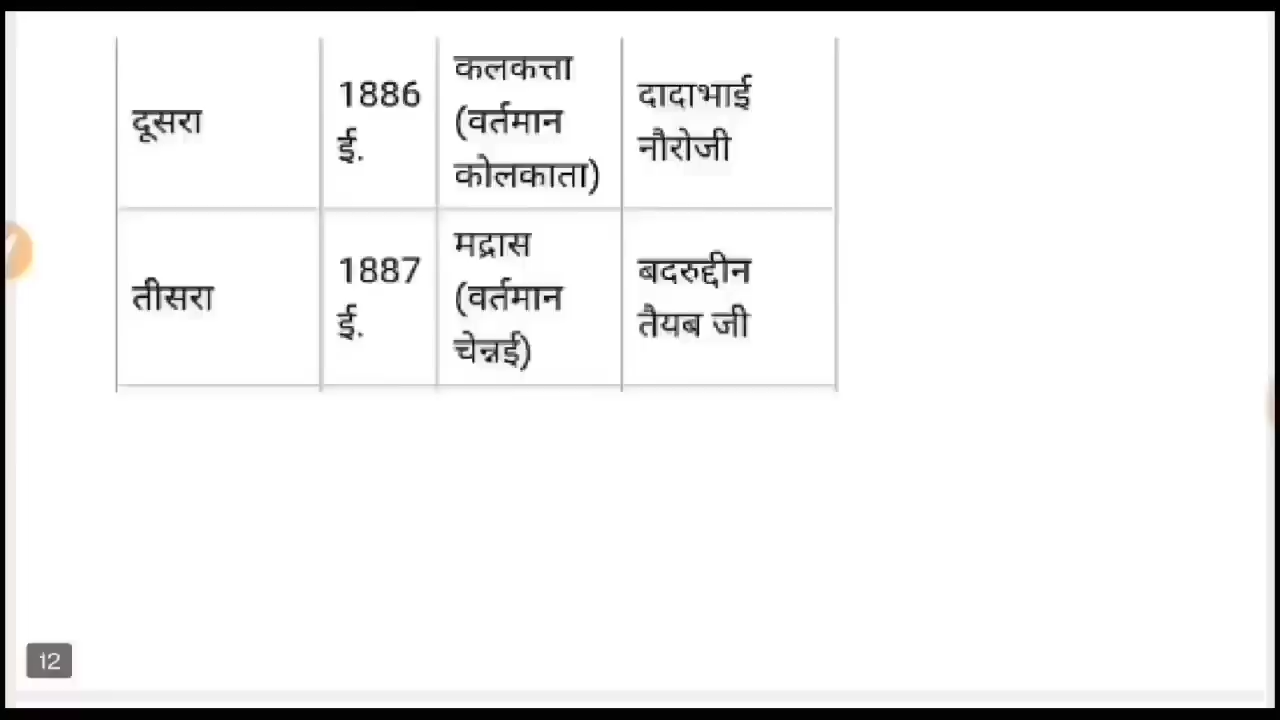 दूसरा
1886
ई.
कलकत्ता
(वर्तमान
कोलकाता)
दादाभाई
नौरोजी
तीसरा
1887
ई.
मद्रास
(वर्तमान
चेन्नई)
बदरुद्दीन
तैयब जी
12